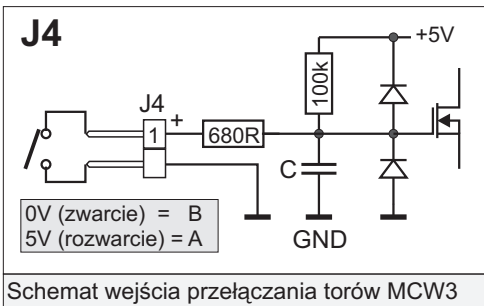 J4
+5V
100k
J4
1
+
680R
C
0V (zwarcie) = B
5V (rozwarcie) = A
GND
Schemat wejścia przełączania torów MCW3